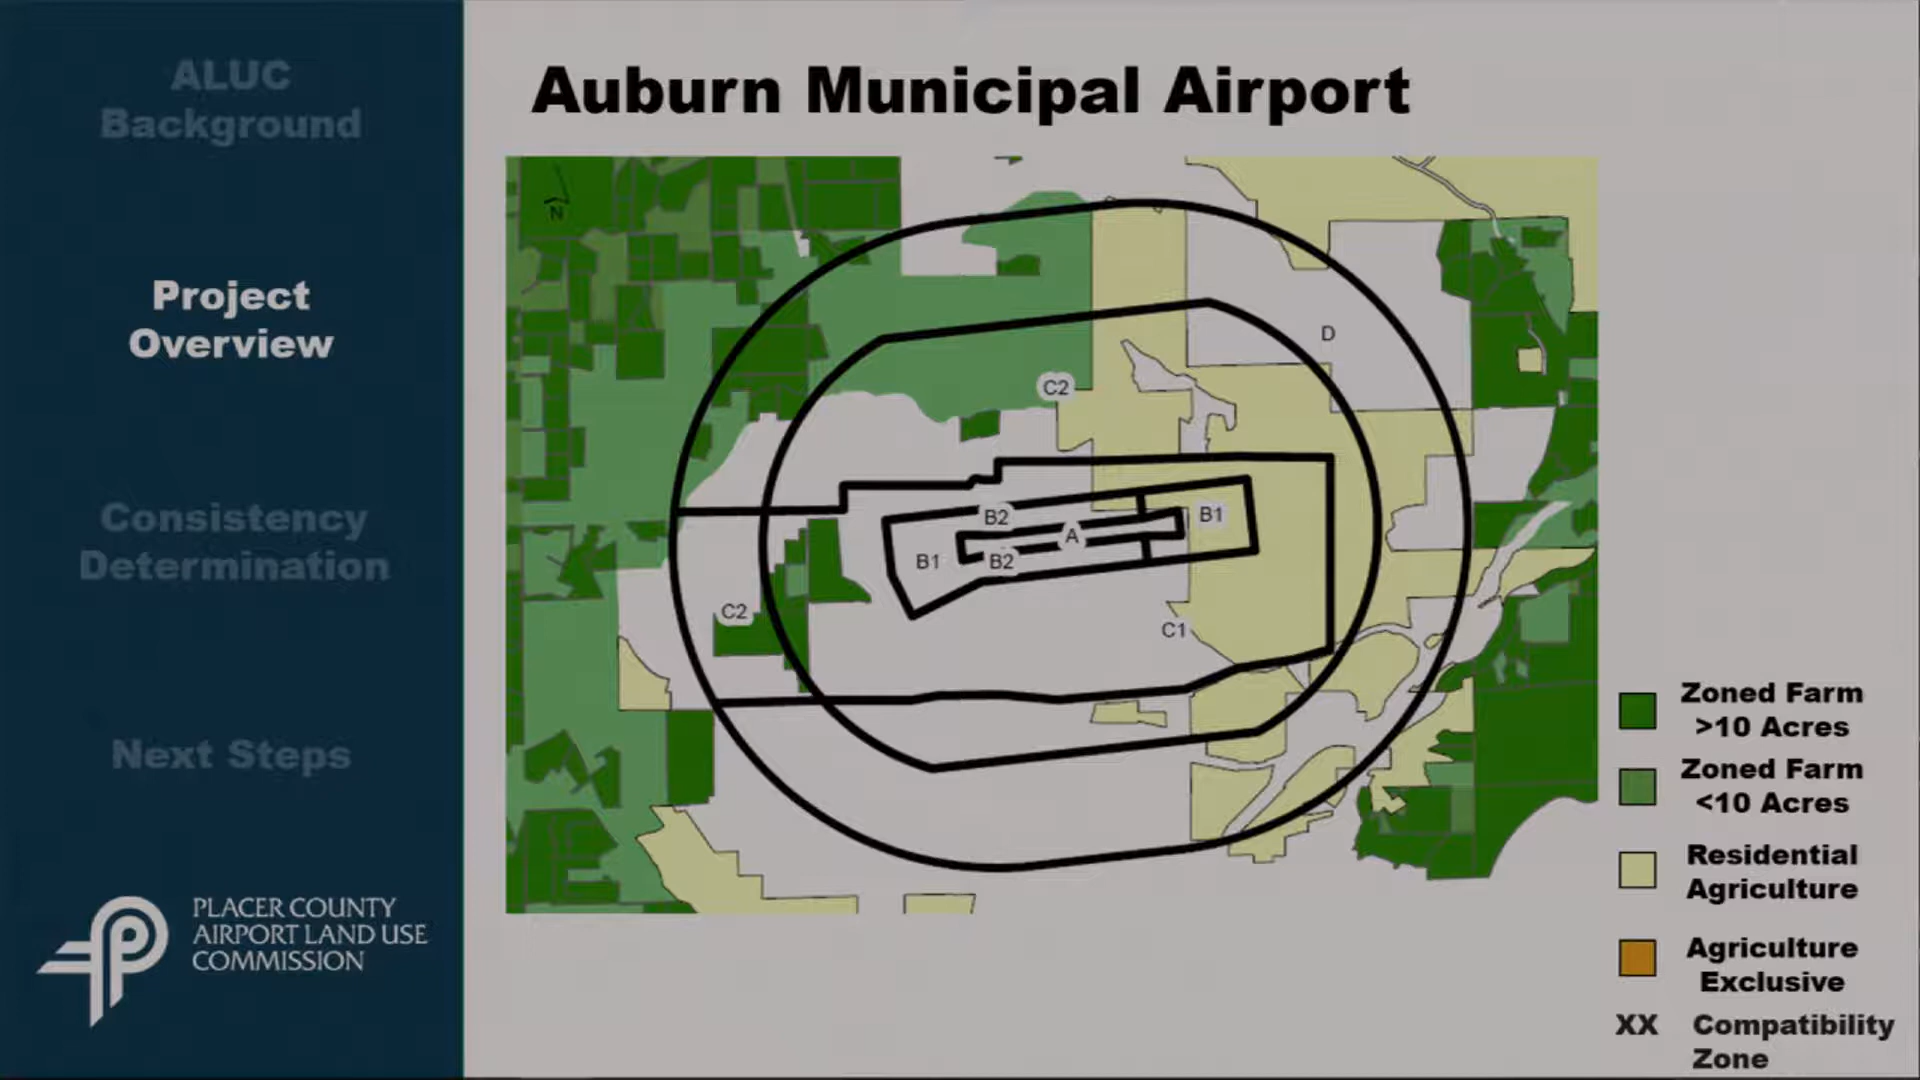 ALUC
Background
Project
Overview
Consistency
Determination
Next Steps
PLACER COUNTY
AIRPORT LAND USE
COMMISSION
Auburn Municipal Airport
N
D
C2
B2
B1
A
B1
B2
C2
C1
Zoned Farm
>10 Acres
Zoned Farm
<10 Acres
Residential
Agriculture
Agriculture
Exclusive
XX Compatibility
Zone